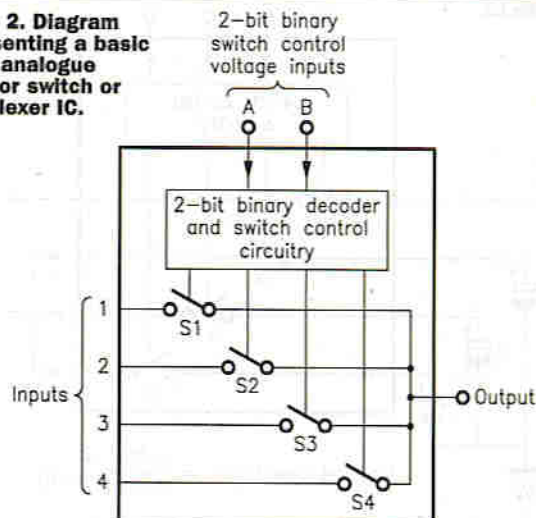 2. Diagram
senting a basic
analogue
or switch or
lexer IC.
2-bit binary
switch control
voltage inputs
A B
2-bit binary decoder
and switch control
circuitry
1
S1
2
S2
Inputs
Output
3
S3
4
S4